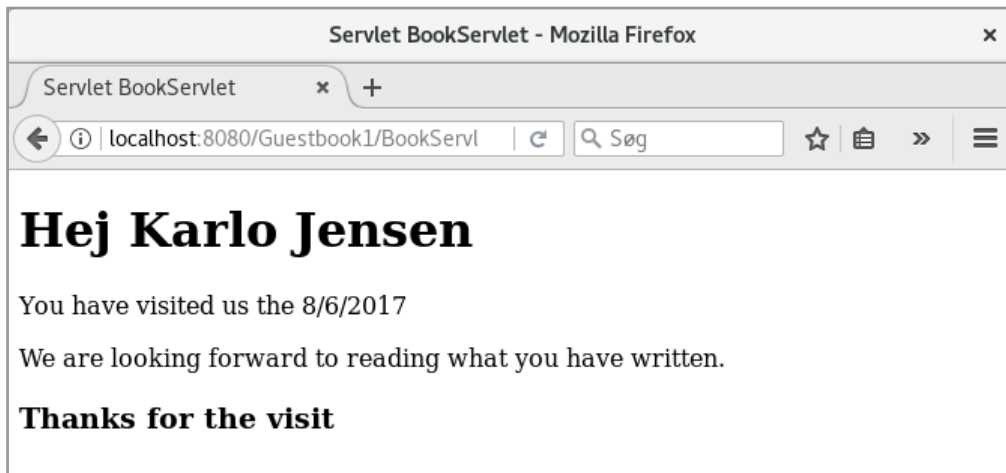 Servlet BookServlet - Mozilla Firefox
Servlet BookServlet
localhost:8080/Guestbook1/BookServl
Søg
Hej Karlo Jensen
You have visited us the 8/6/2017
We are looking forward to reading what you have written.
Thanks for the visit